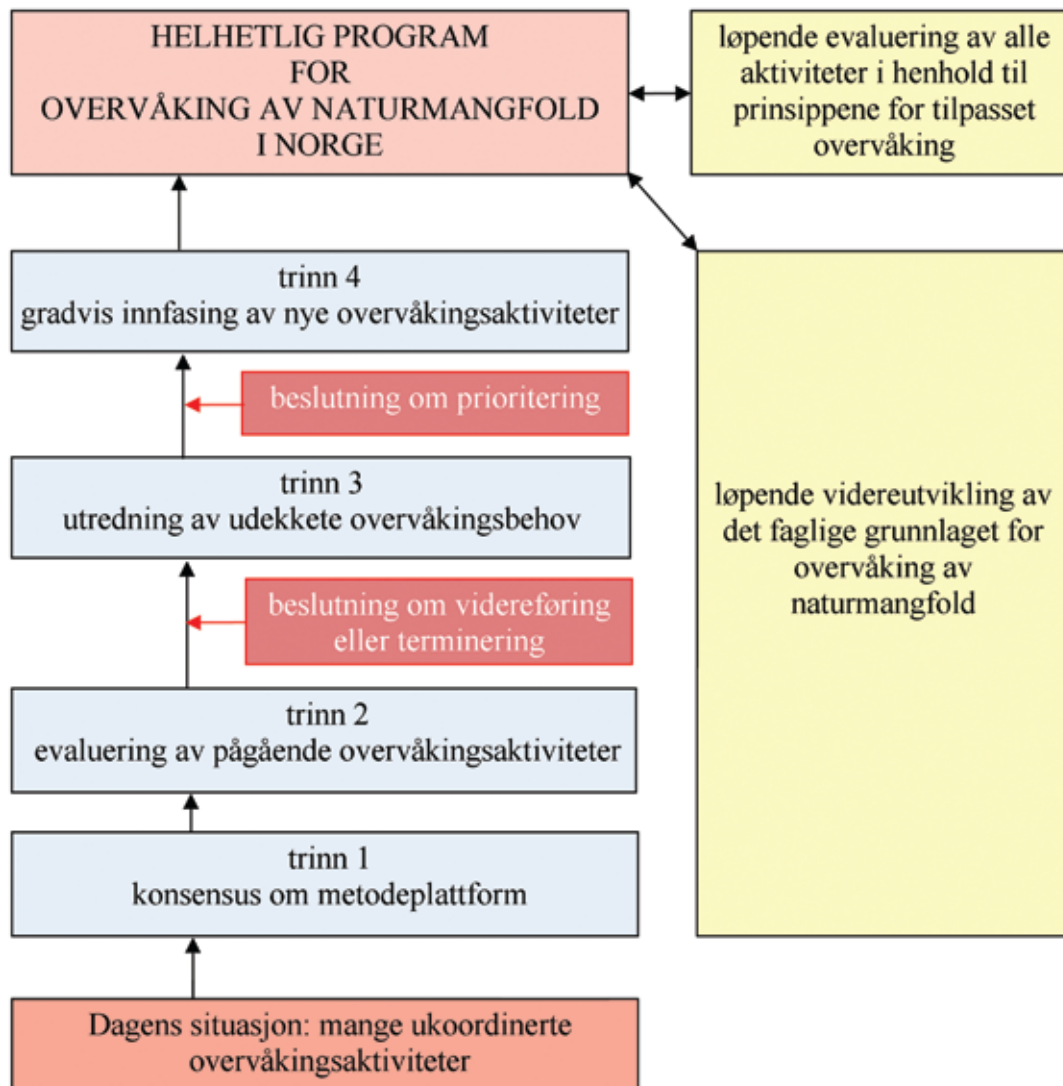 HELHETLIG PROGRAM
FOR
OVERVÅKING AV NATURMANGFOLD
I NORGE
løpende evaluering av alle
aktiviteter i henhold til
prinsippene for tilpasset
overvåking
trinn 4
gradvis innfasing av nye overvåkingsaktiviteter
beslutning om prioritering
trinn 3
utredning av udekkete overvåkingsbehov
løpende videreutvikling av
det faglige grunnlaget for
overvåking av
naturmangfold
beslutning om videreføring
eller terminering
trinn 2
evaluering av pågående overvåkingsaktiviteter
trinn 1
konsensus om metodeplattform
Dagens situasjon: mange ukoordinerte
overvåkingsaktiviteter